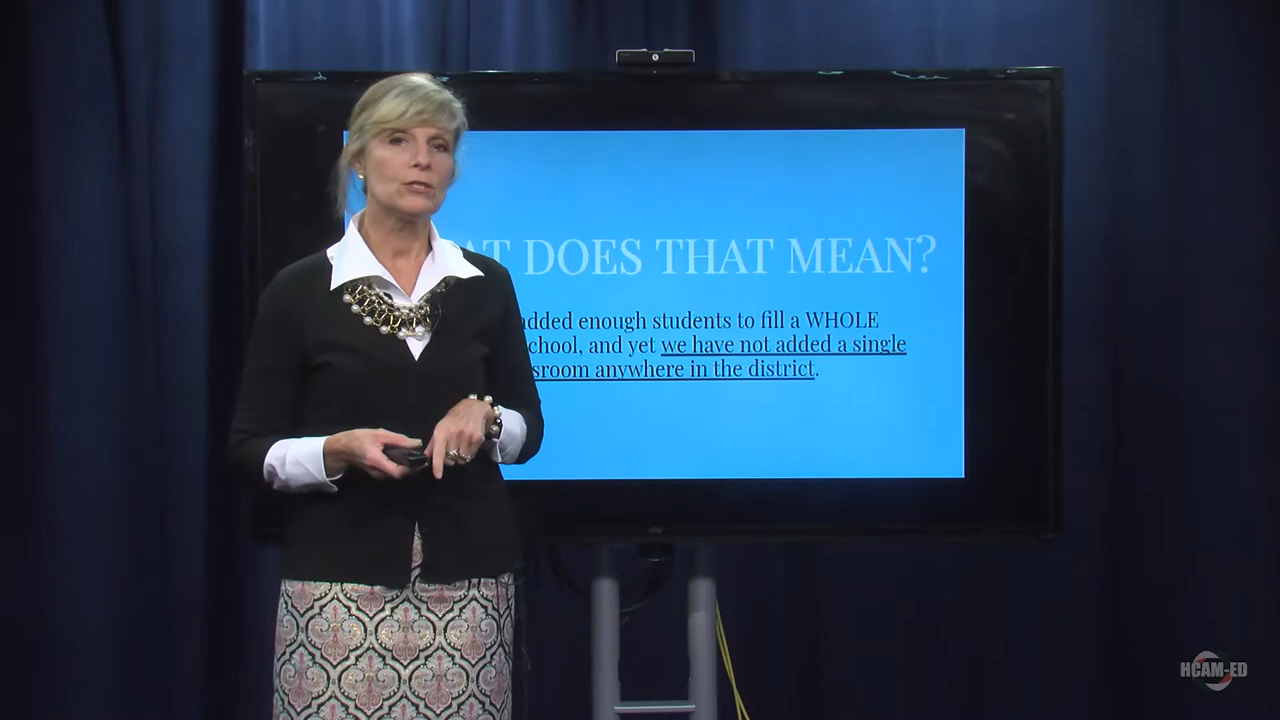 AT DOES THAT MEAN?
added enough students to fill a WHOLE
chool, and yet we have not added a single
sroom anywhere in the district.
HCAM-ED